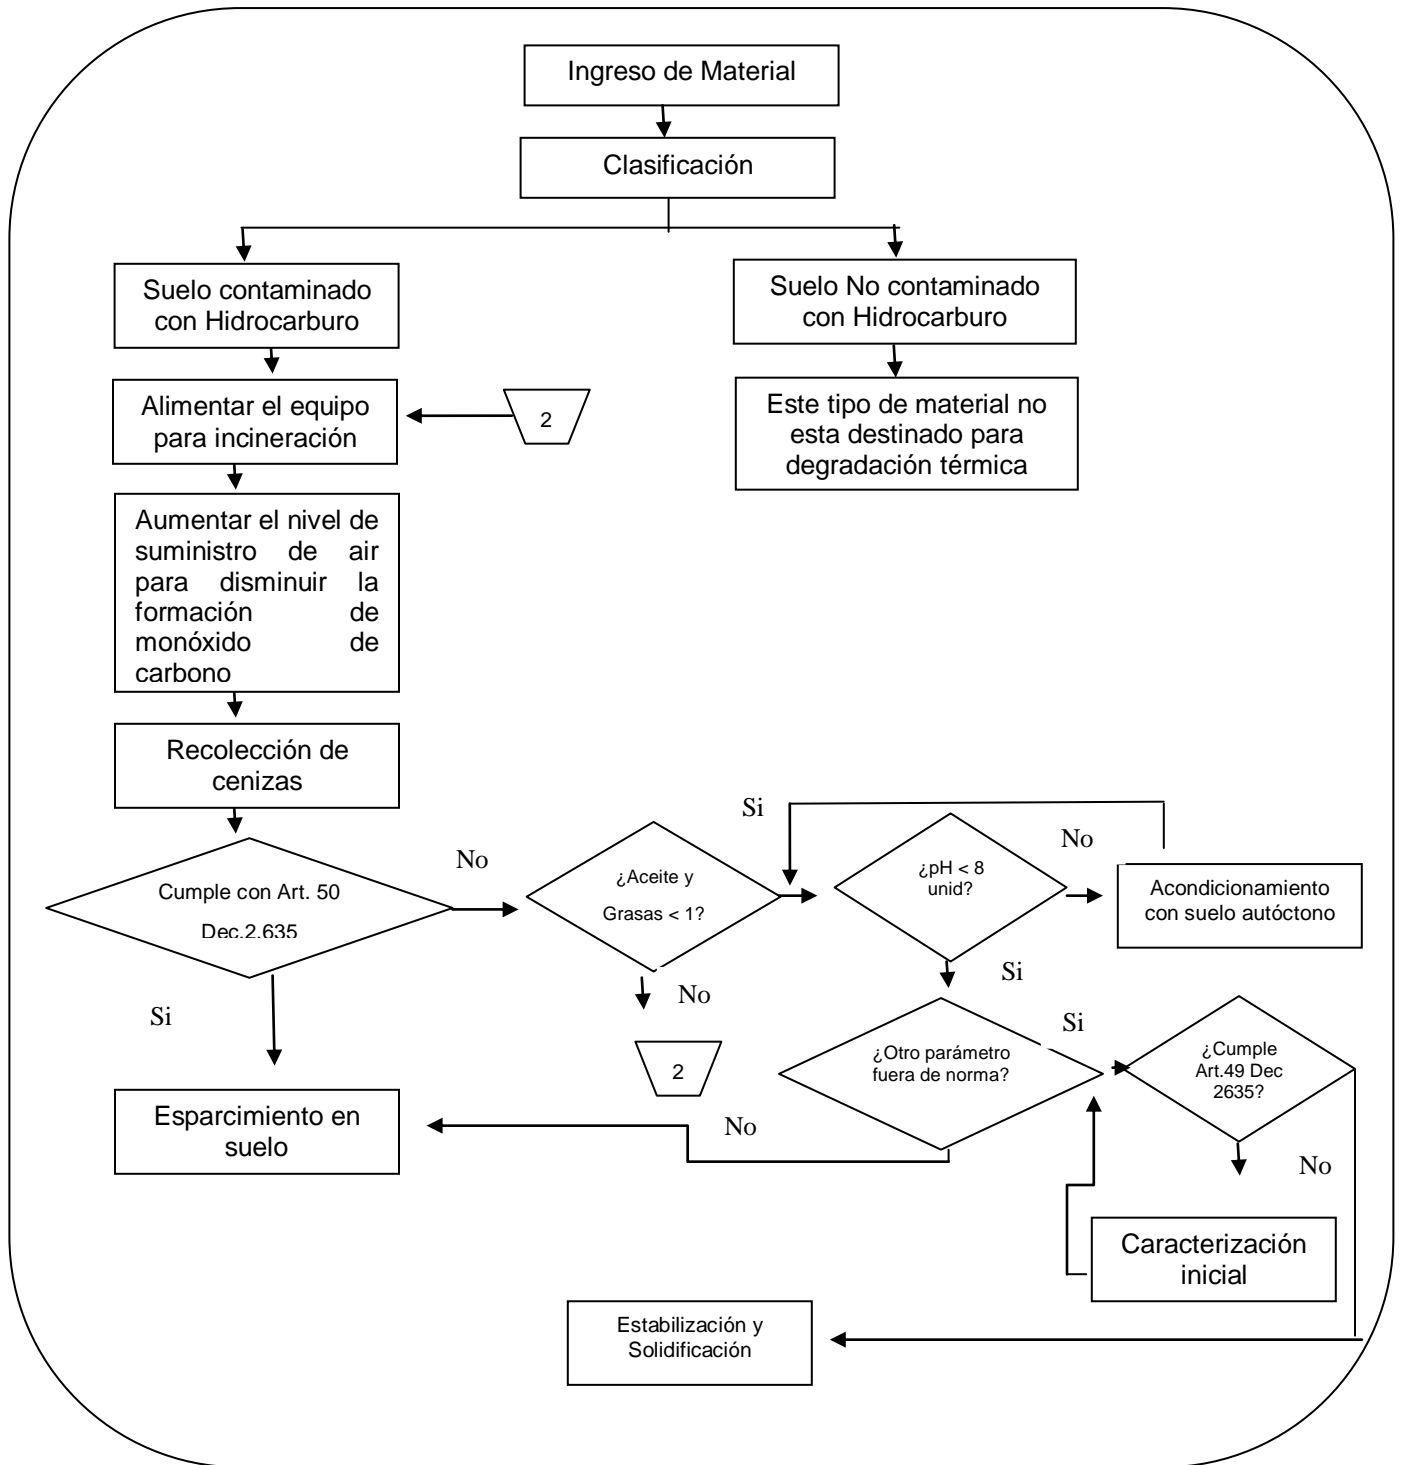 Ingreso de Material
Clasificación
Suelo contaminado
con Hidrocarburo
Suelo No contaminado
con Hidrocarburo
Alimentar el equipo
para incineración
2
Este tipo de material no
esta destinado para
degradación térmica
Aumentar el nivel de
suministro de air
para disminuir la
formación de
monóxido de
carbono
Recolección de
cenizas
Cumple con Art. 50
Dec.2.635
No
Si
¿Aceite y
Grasas < 1?
Si
No
2
¿pH < 8
unid?
No
Si
Acondicionamiento
con suelo autóctono
¿Otro parámetro
fuera de norma?
Si
No
¿Cumple
Art.49 Dec
2635?
No
Esparcimiento en
suelo
Caracterización
inicial
Estabilización y
Solidificación